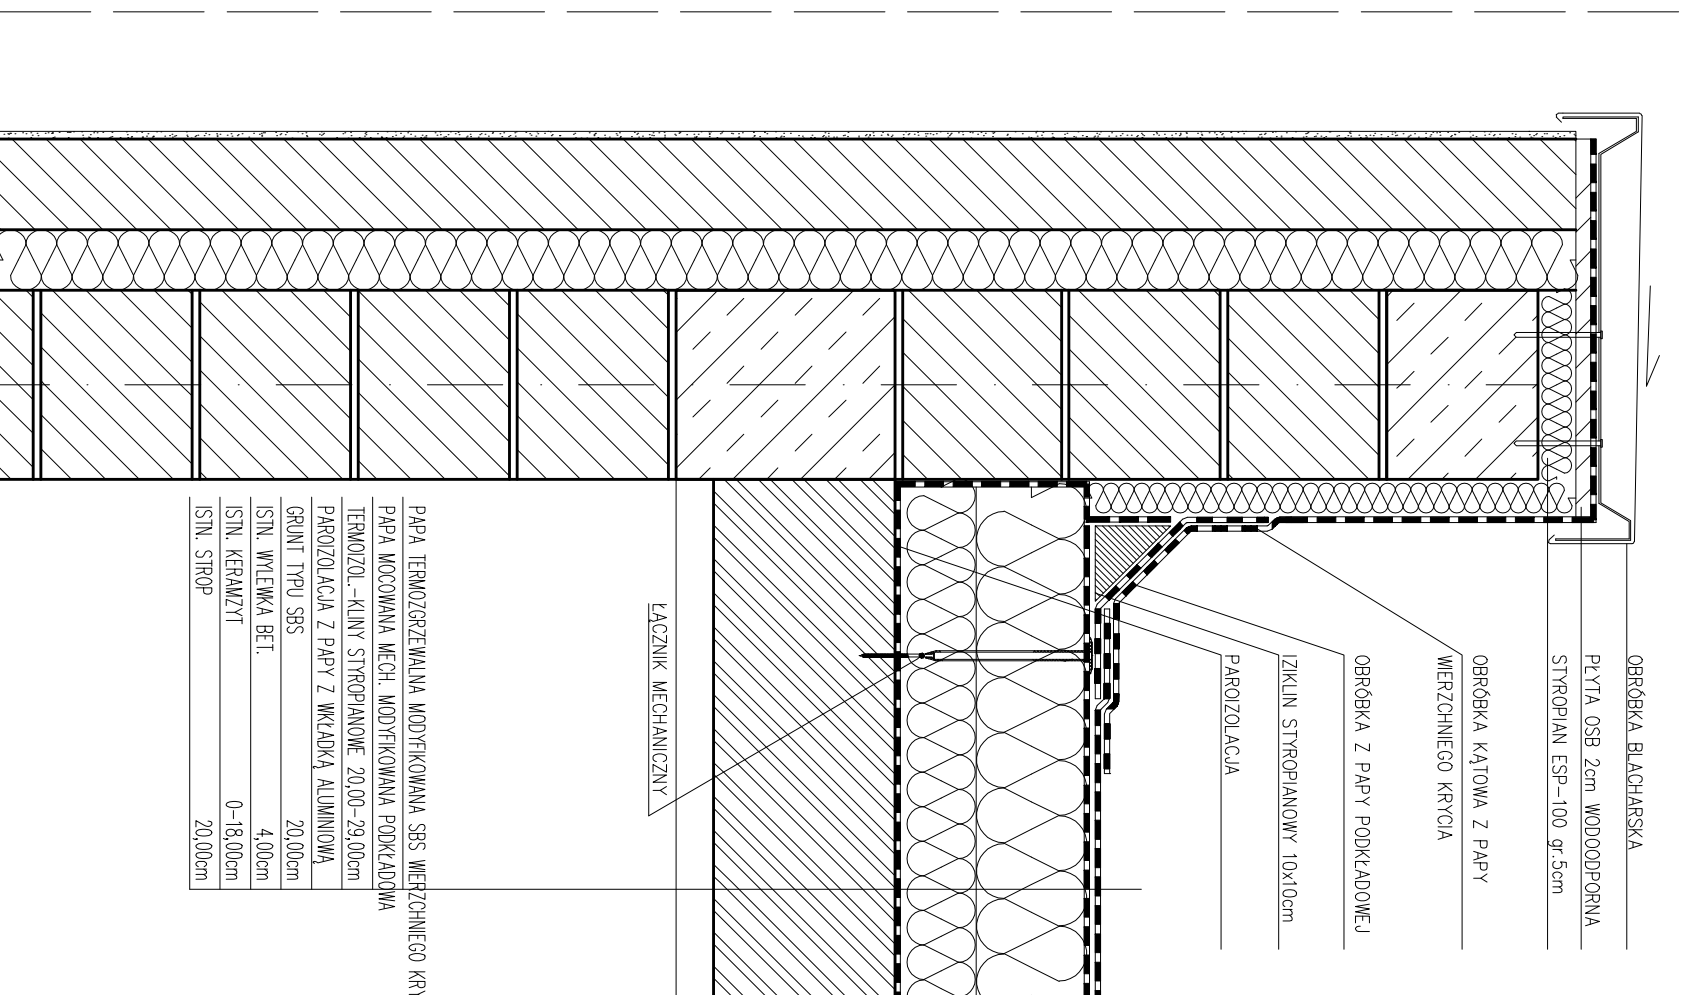 OBRÓBKA BLACHARSKA
PŁYTA OSB 2cm WODOODPORNA
STYROPIAN ESP-100 gr.5cm
OBRÓBKA KĄTOWA Z PAPY
WIERZCHNIEGO KRYCIA
OBRÓBKA Z PAPY PODKŁADOWEJ
IZIKLIN STYROPIANOWY 10x10cm
PAROIZOLACJA
ŁĄCZNIK MECHANICZNY
PAPA TERMOZGRZEWALNA MODYFIKOWANA SBS WIERZCHNIEGO KRY
PAPA MOCOWANA MECH. MODYFIKOWANA PODKŁADOWA
TERMOIZOL.-KLINY STYROPIANOWE 20,00-29,00cm
PAROIZOLACJA Z PAPY Z WKŁADKĄ ALUMINIOWĄ
GRUNT TYPU SBS 20,00cm
ISTN. WYLEWKA BET. 4,00cm
ISTN. KERAMZYT 0-18,00cm
ISTN. STROP 20,00cm